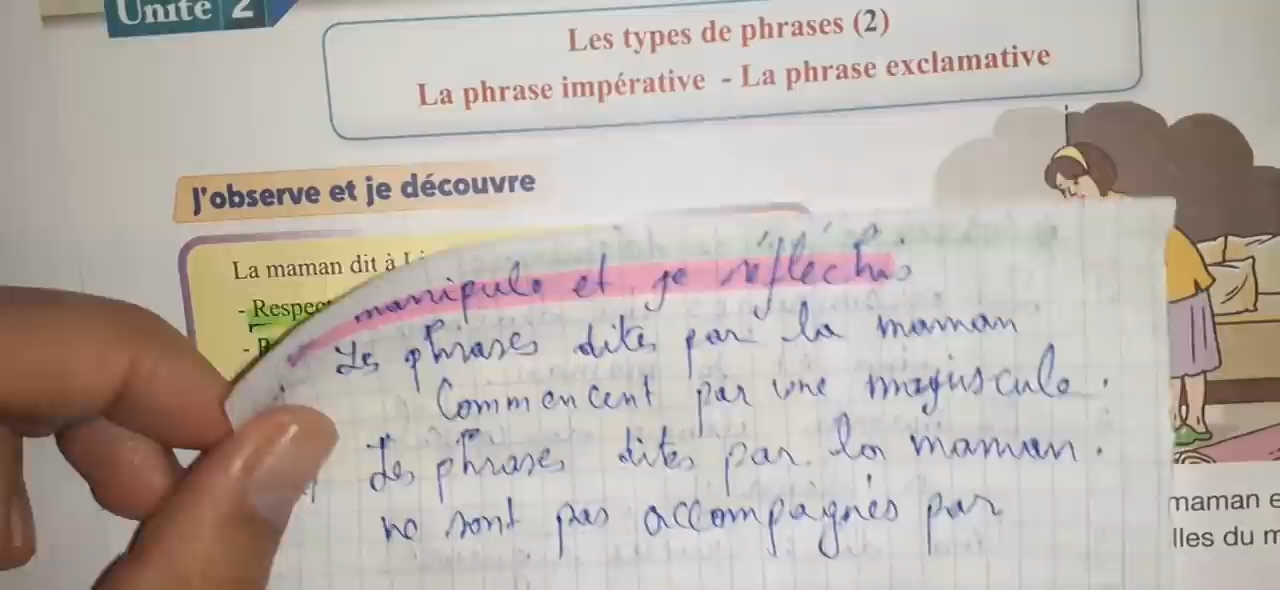 Unité 2
Les types de phrases (2)
La phrase impérative - La phrase exclamative
J'observe et je découvre
La maman dit à Li
- Respec
- P
manipule et je réfléchis
Les phrases dites par la maman
Commencent par une majuscule.
Les phrases dites par la maman.
ne sont pas accompagnés par
maman e
lles du m